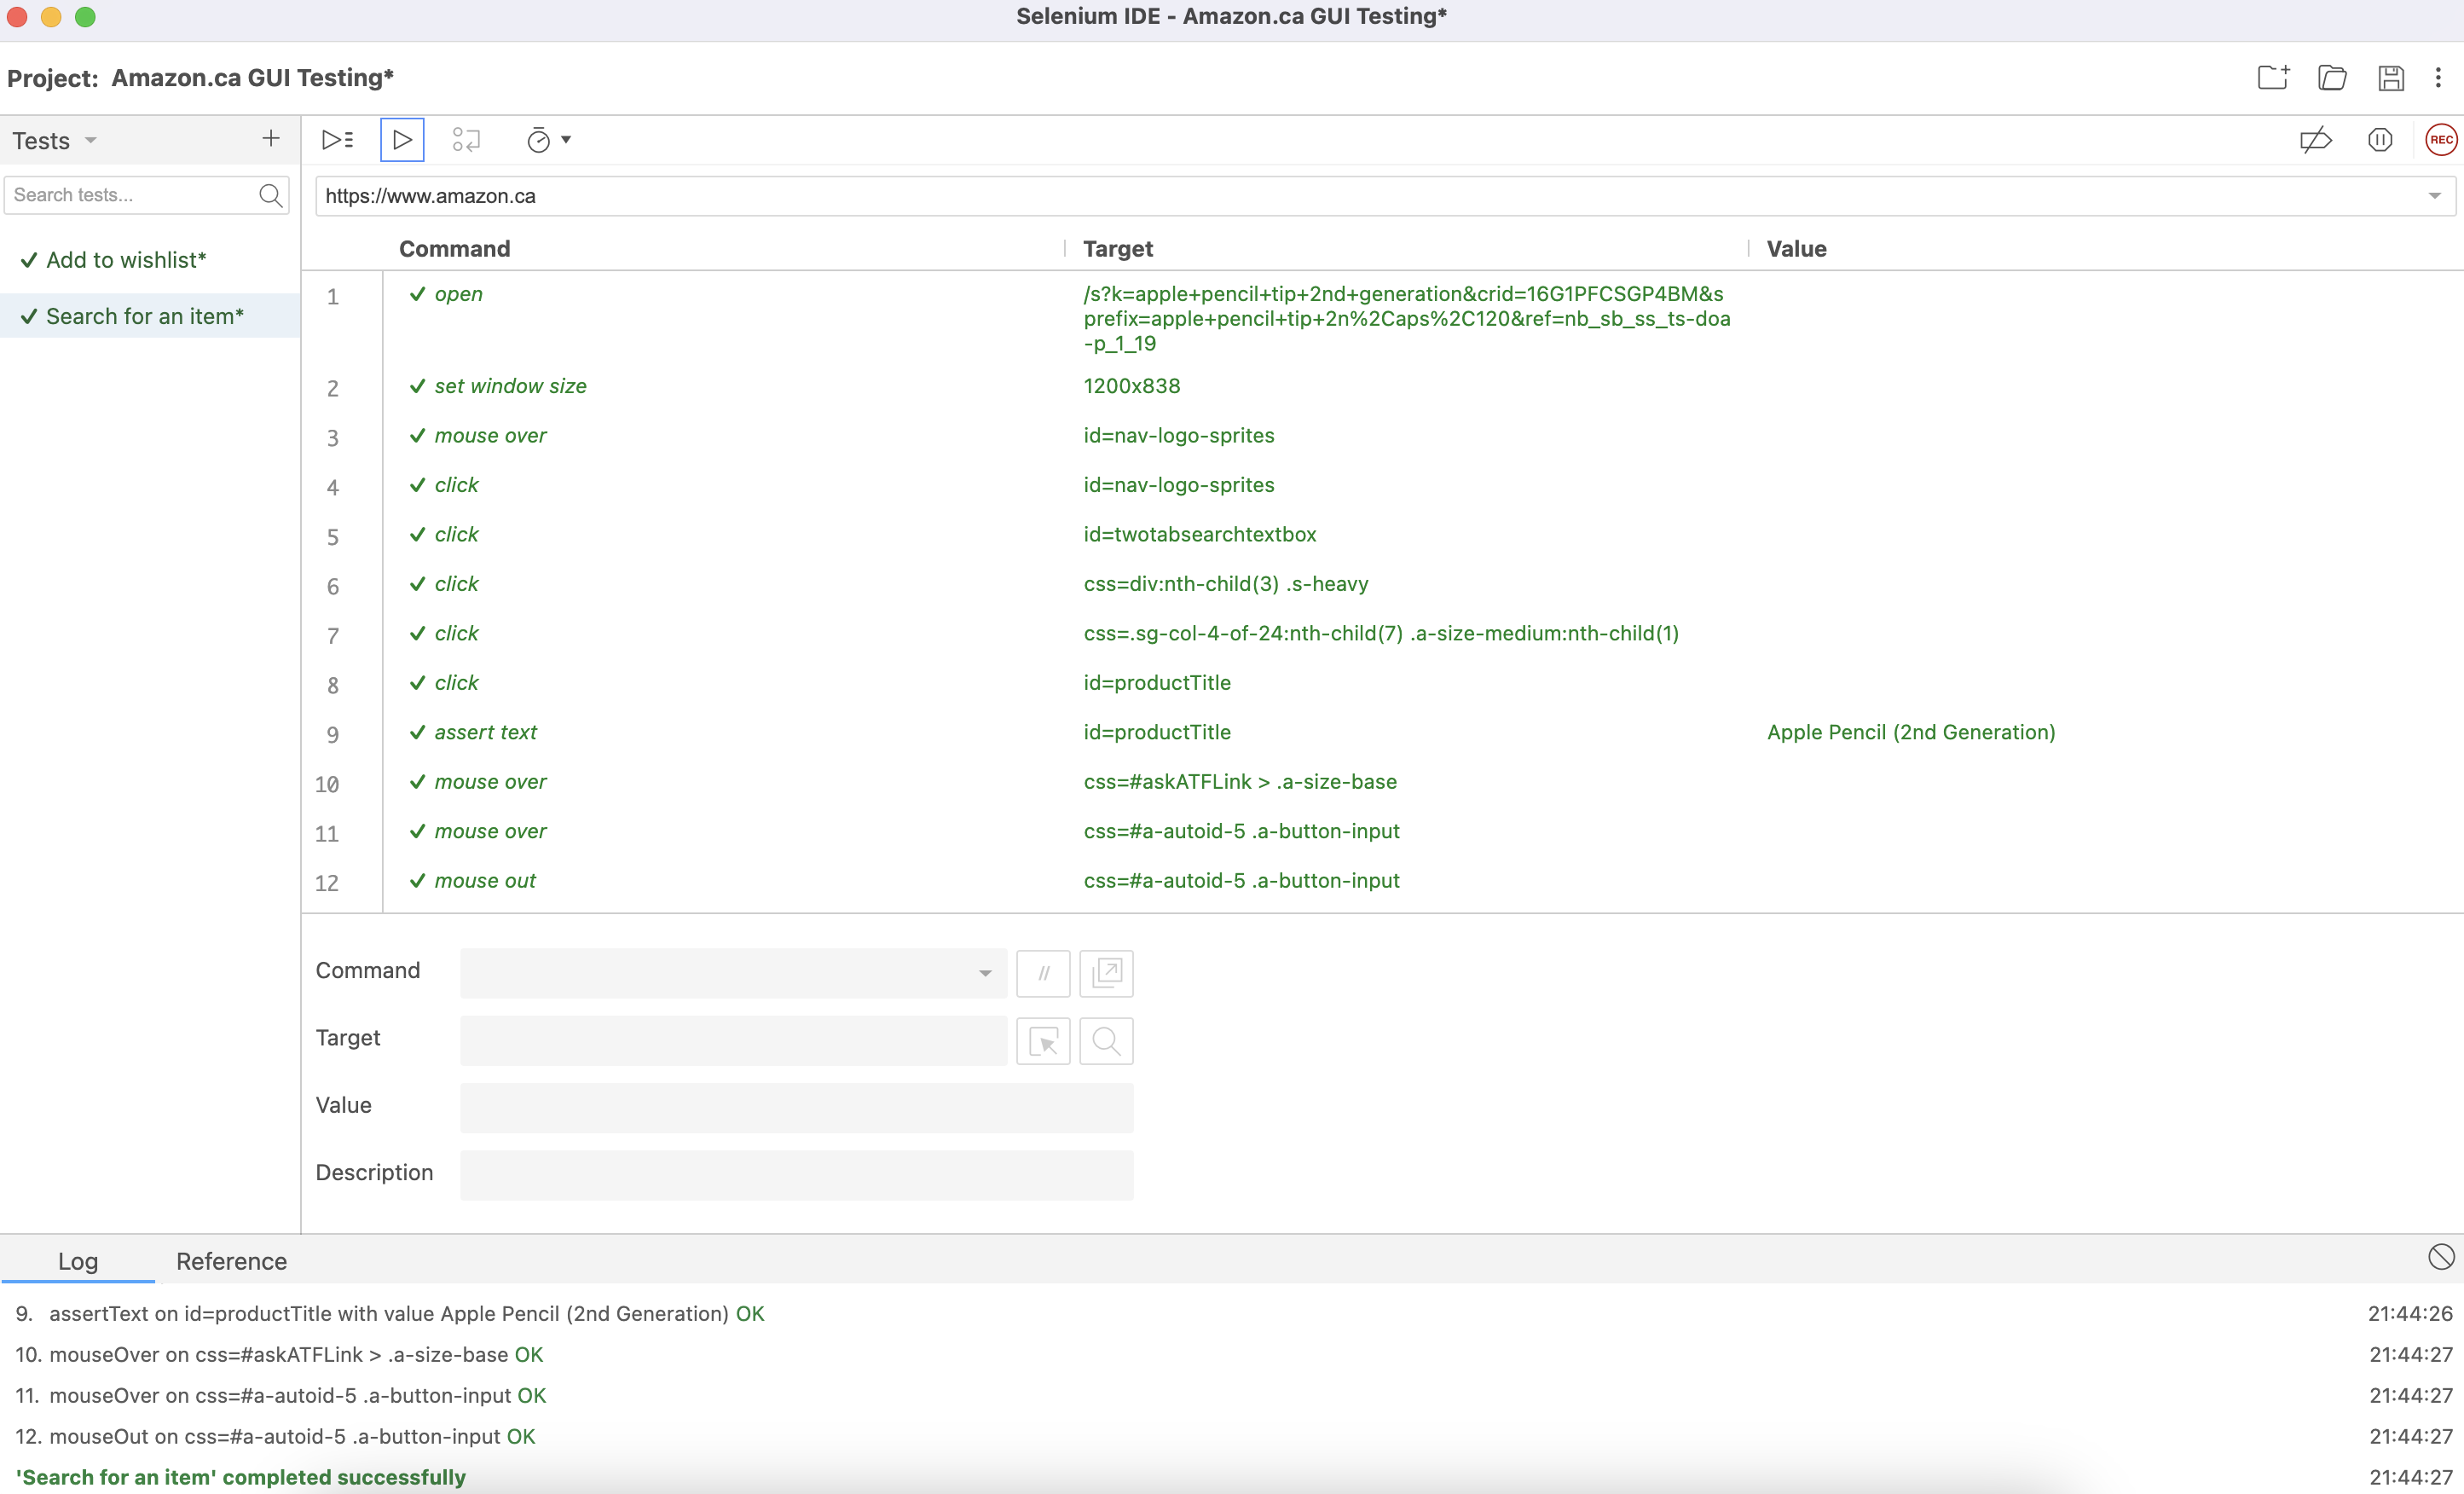 Selenium IDE - Amazon.ca GUI Testing*
Project: Amazon.ca GUI Testing*
Tests
REC
Search tests...
https://www.amazon.ca
Command Target Value
Add to wishlist*
Search for an item*
1 open /s?k=apple+pencil+tip+2nd+generation&crid=16G1PFCSGP4BM&s
prefix=apple+pencil+tip+2n%2Caps%2C120&ref=nb_sb_ss_ts-doa
-p_1_19
2 set window size 1200x838
3 mouse over id=nav-logo-sprites
4 click id=nav-logo-sprites
5 click id=twotabsearchtextbox
6 click css=div:nth-child(3) .s-heavy
7 click css=.sg-col-4-of-24:nth-child(7) .a-size-medium:nth-child(1)
8 click id=productTitle
9 assert text id=productTitle Apple Pencil (2nd Generation)
10 mouse over css=#askATFLink > .a-size-base
11 mouse over css=#a-autoid-5 .a-button-input
12 mouse out css=#a-autoid-5 .a-button-input
Command //
Target
Value
Description
Log Reference
9. assertText on id=productTitle with value Apple Pencil (2nd Generation) OK 21:44:26
10. mouseOver on css=#askATFLink > .a-size-base OK 21:44:27
11. mouseOver on css=#a-autoid-5 .a-button-input OK 21:44:27
12. mouseOut on css=#a-autoid-5 .a-button-input OK 21:44:27
'Search for an item' completed successfully 21:44:27